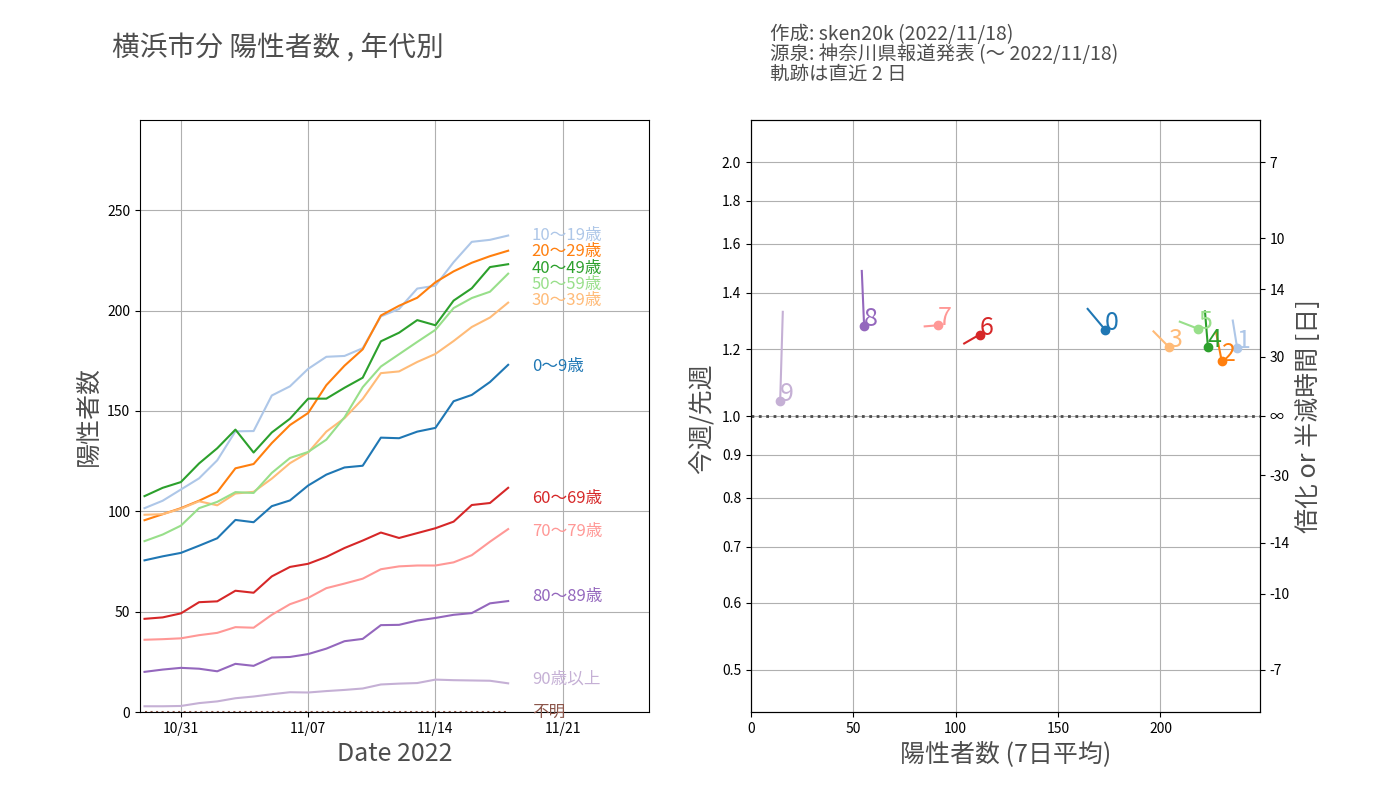 横浜市分 陽性者数 , 年代別
作成: sken20k (2022/11/18)
源泉: 神奈川県報道発表 (～ 2022/11/18)
軌跡は直近 2 日
陽性者数
250
200
150
100
50
0
10/31
11/07
11/14
11/21
Date 2022
10～19歳
20～29歳
40～49歳
50～59歳
30～39歳
0～9歳
60～69歳
70～79歳
80～89歳
90歳以上
不明
今週/先週
2.0
1.8
1.6
1.4
1.2
1.0
0.9
0.8
0.7
0.6
0.5
9
8
7
6
0
3
5
4
2
1
0
50
100
150
200
陽性者数 (7日平均)
7
10
14
30
∞
-30
-14
-10
-7
倍化 or 半減時間 [日]